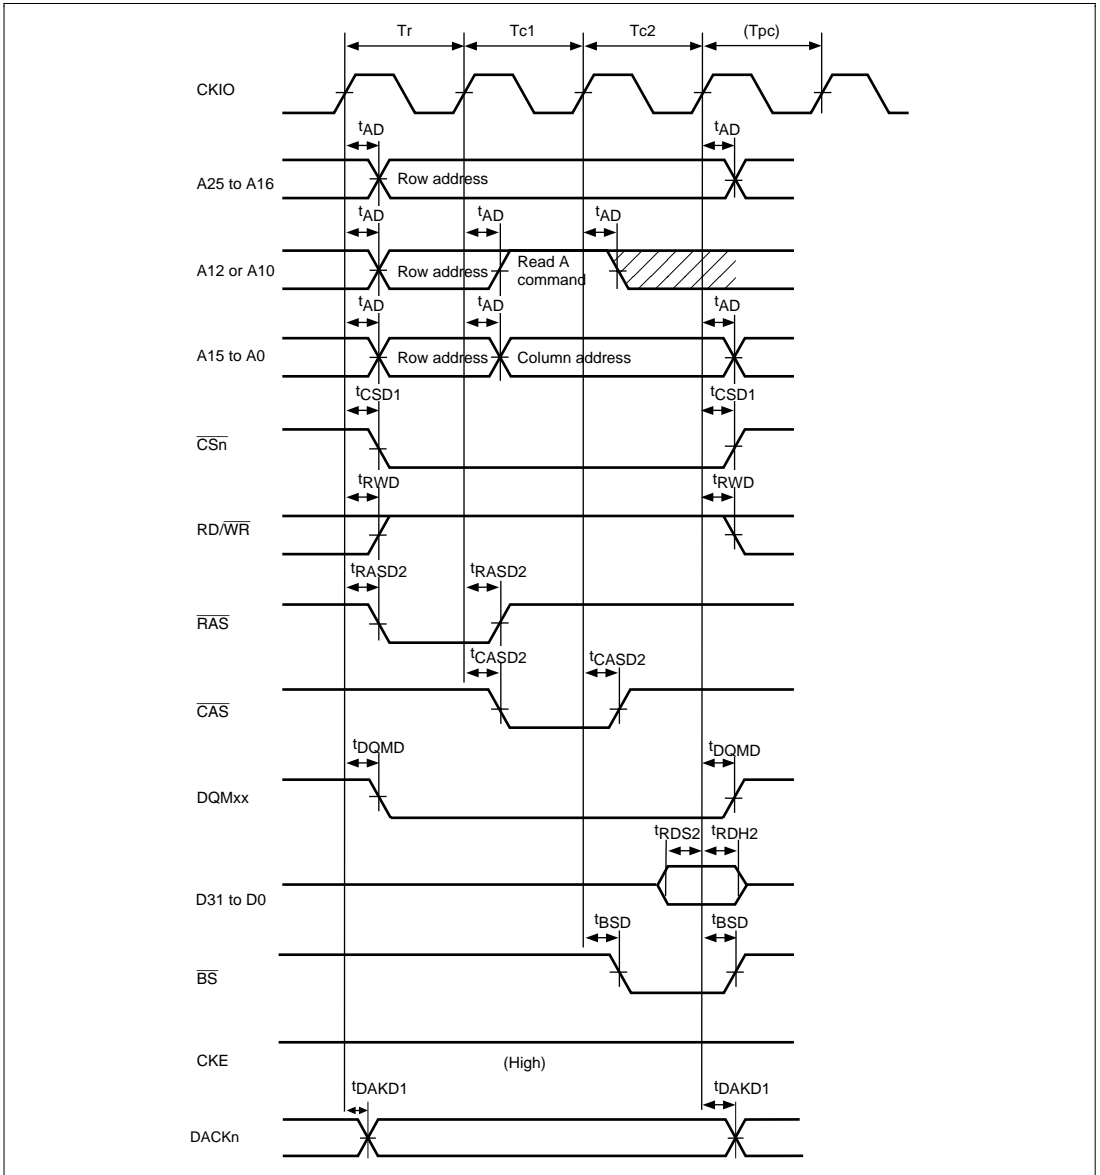 Tr Tc1 Tc2 (Tpc)
CKIO
tAD tAD
A25 to A16 Row address
tAD tAD tAD
A12 or A10 Row address Read A command
tAD tAD tAD
A15 to A0 Row address Column address
tCSD1 tCSD1
CSn
tRWD tRWD
RD/WR
tRASD2 tRASD2
RAS
tCASD2 tCASD2
CAS
tDQMD tDQMD
DQMxx
tRDS2 tRDH2
D31 to D0
tBSD tBSD
BS
CKE (High)
tDAKD1 tDAKD1
DACKn